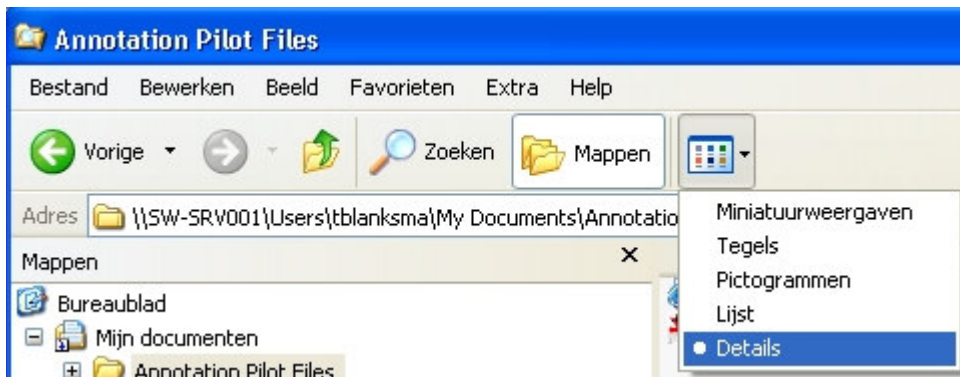 Annotation Pilot Files
Bestand Bewerken Beeld Favorieten Extra Help
Vorige Zoeken Mappen
Adres \\SW-SRV001\Users\tblanksma\My Documents\Annotatio
Miniatuurweergaven
Tegels
Pictogrammen
Lijst
Details
Mappen
Bureaublad
Mijn documenten
Annotation Pilot Files